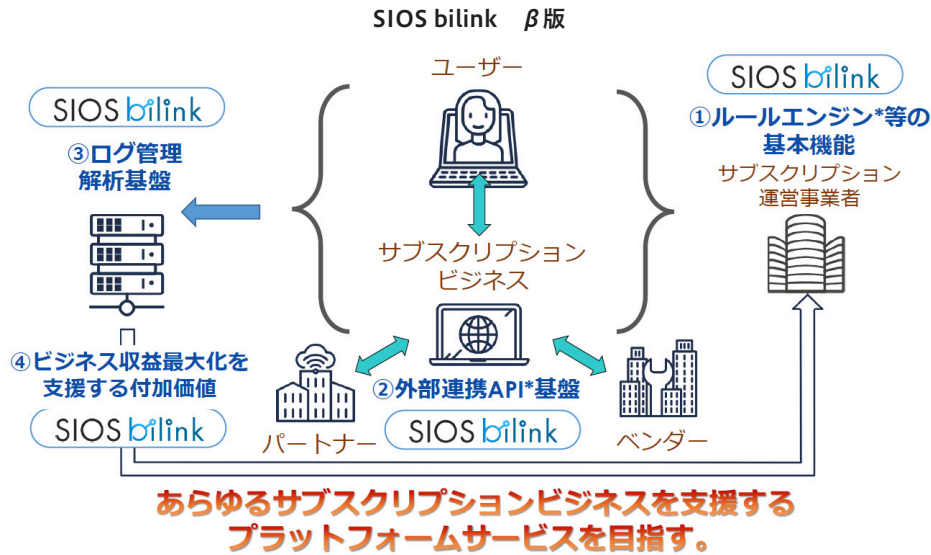 SIOS bilink β版
ユーザー
SIOS bilink
③ログ管理
解析基盤
SIOS bilink
①ルールエンジン*等の
基本機能
サブスクリプション
運営事業者
サブスクリプション
ビジネス
④ビジネス収益最大化を
支援する付加価値
SIOS bilink
②外部連携API*基盤
SIOS bilink
パートナー
ベンダー
あらゆるサブスクリプションビジネスを支援する
プラットフォームサービスを目指す。